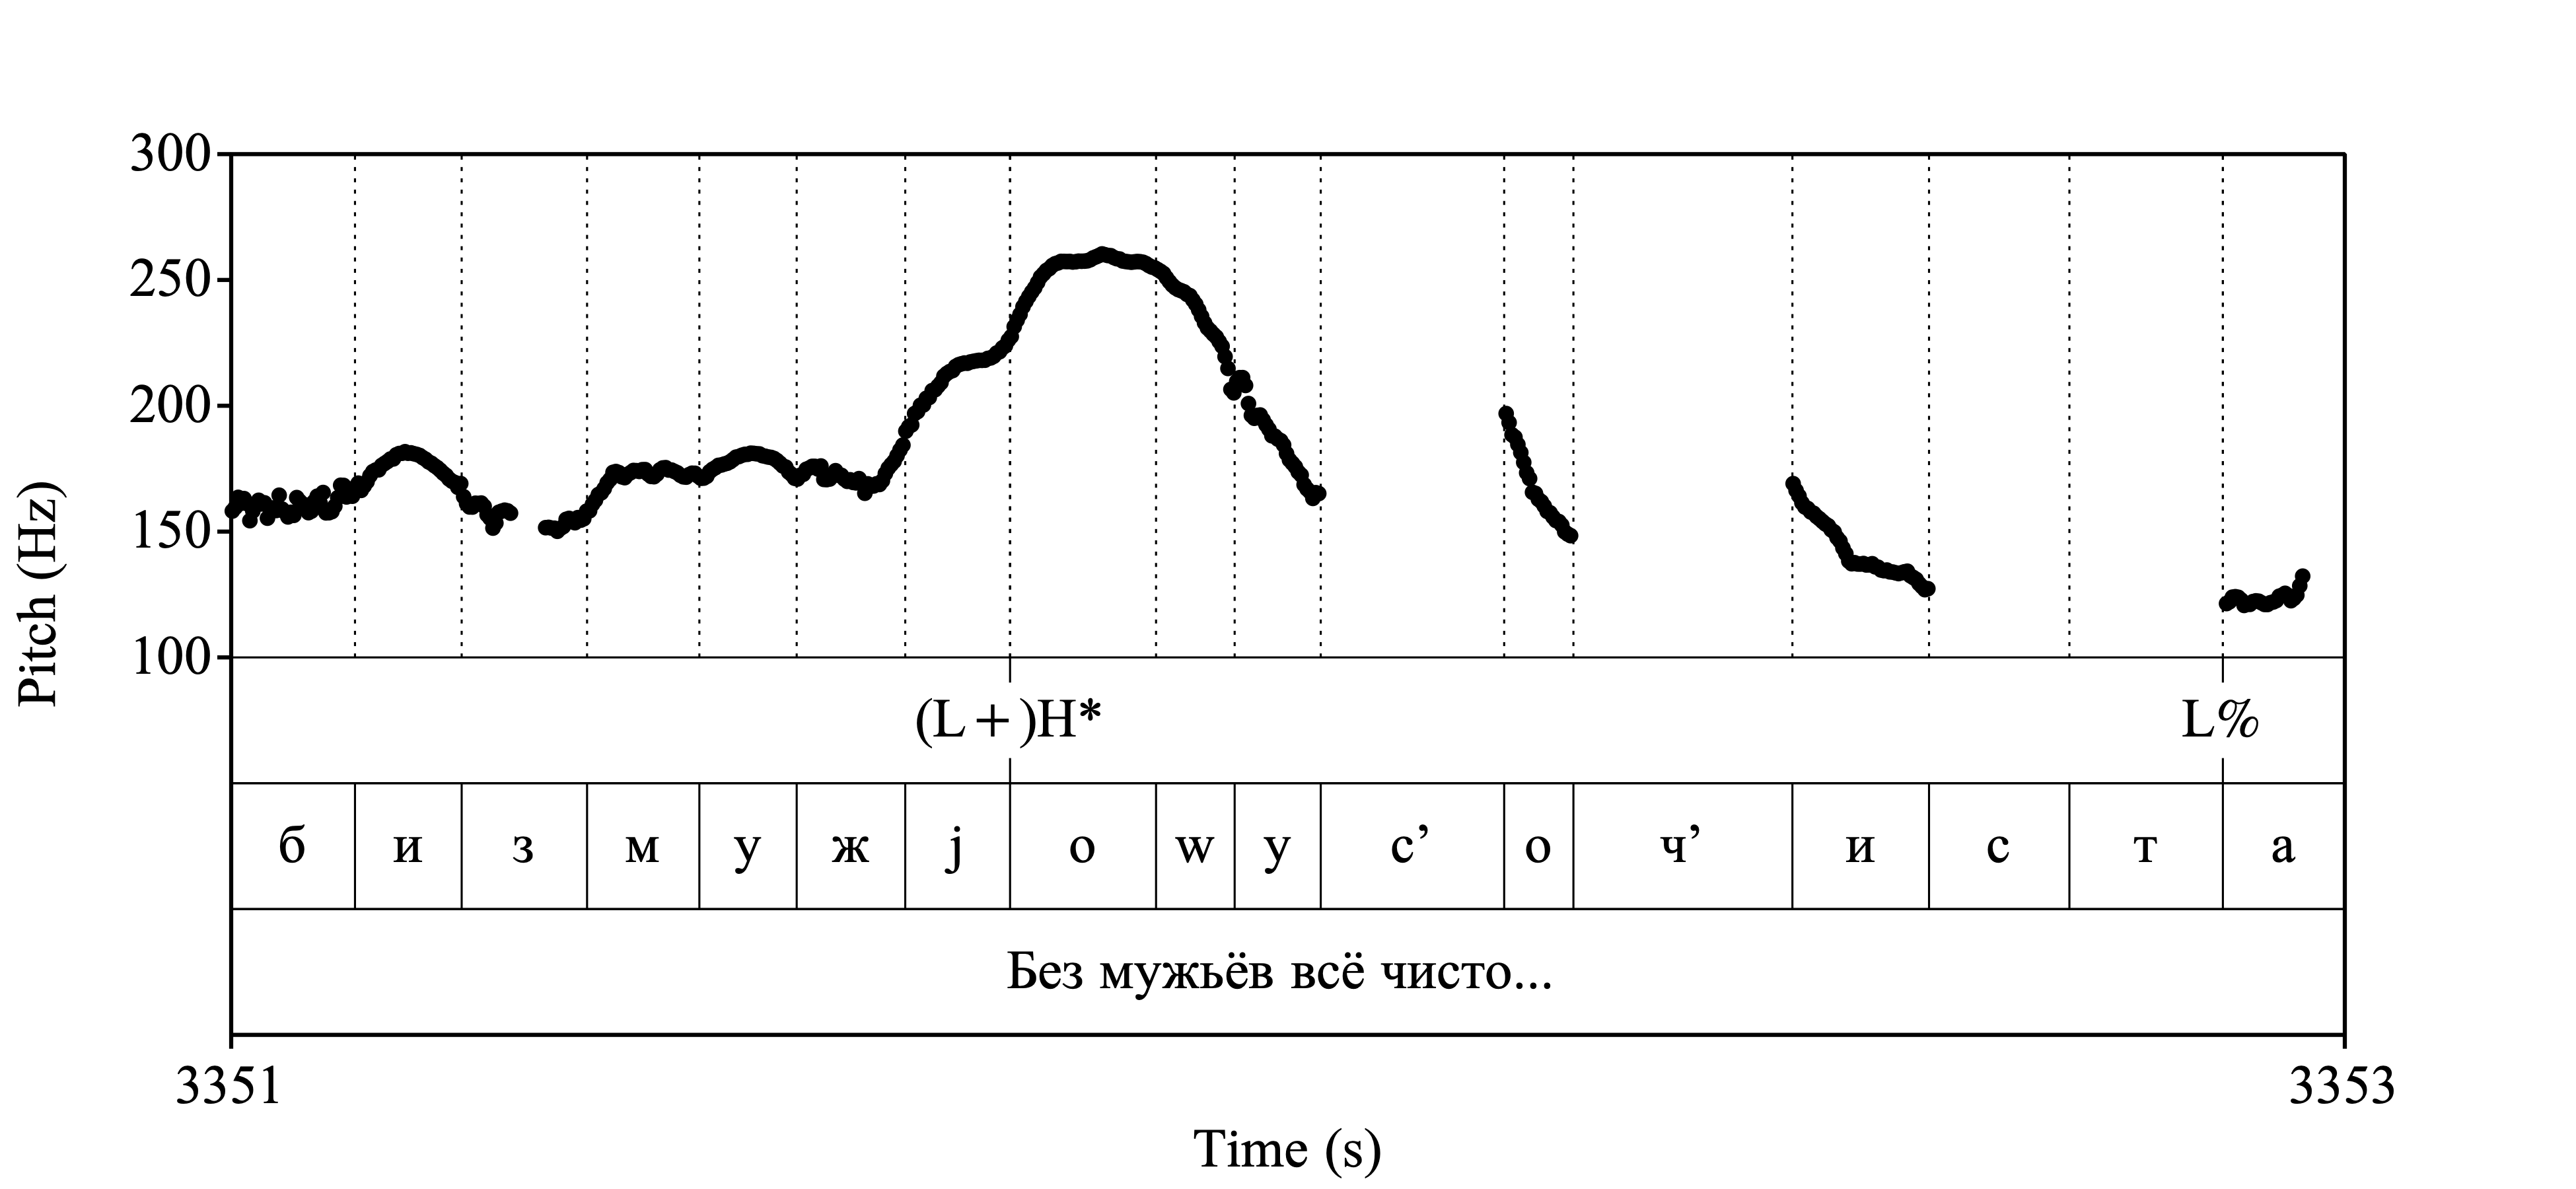 300
250
200
150
100
Pitch (Hz)
(L+)H* L%
б и з м у ж j о w у с’ о ч’ и с т а
Без мужьёв всё чисто...
3351 3353
Time (s)